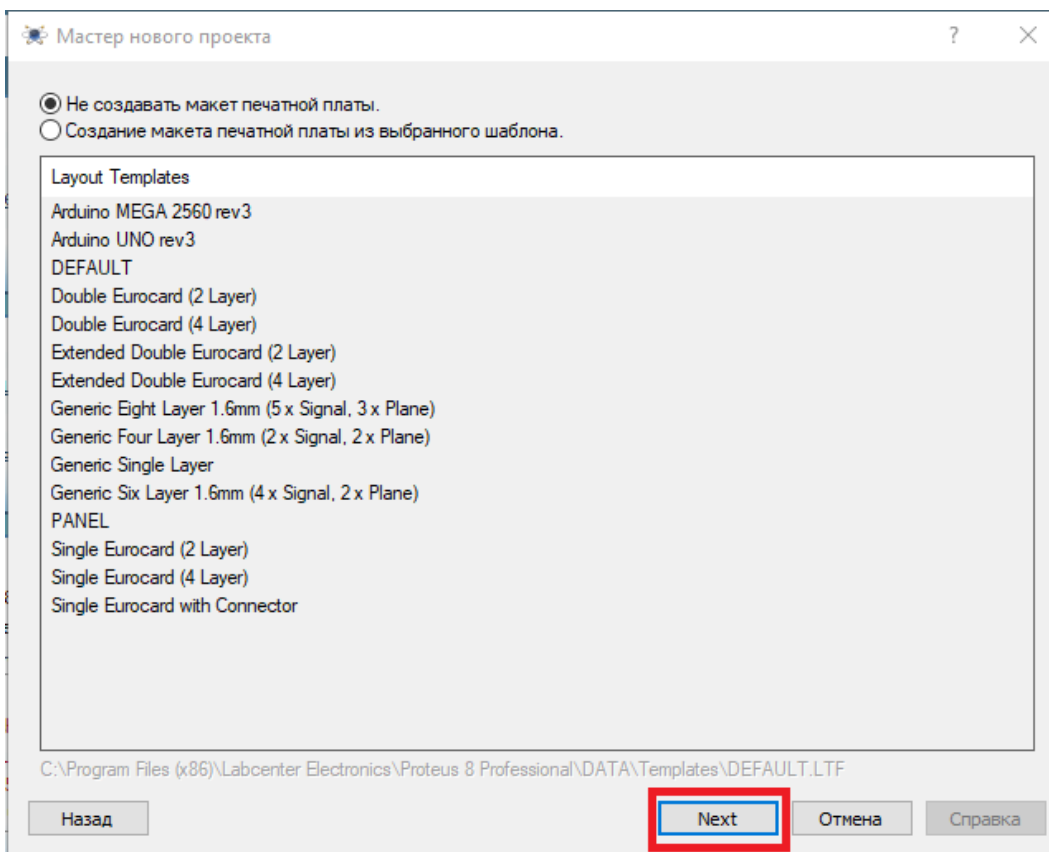 Мастер нового проекта
?
Не создавать макет печатной платы.
Создание макета печатной платы из выбранного шаблона.
Layout Templates
Arduino MEGA 2560 rev3
Arduino UNO rev3
DEFAULT
Double Eurocard (2 Layer)
Double Eurocard (4 Layer)
Extended Double Eurocard (2 Layer)
Extended Double Eurocard (4 Layer)
Generic Eight Layer 1.6mm (5 x Signal, 3 x Plane)
Generic Four Layer 1.6mm (2 x Signal, 2 x Plane)
Generic Single Layer
Generic Six Layer 1.6mm (4 x Signal, 2 x Plane)
PANEL
Single Eurocard (2 Layer)
Single Eurocard (4 Layer)
Single Eurocard with Connector
C:\Program Files (x86)\Labcenter Electronics\Proteus 8 Professional\DATA\Templates\DEFAULT.LTF
Назад Next Отмена Справка